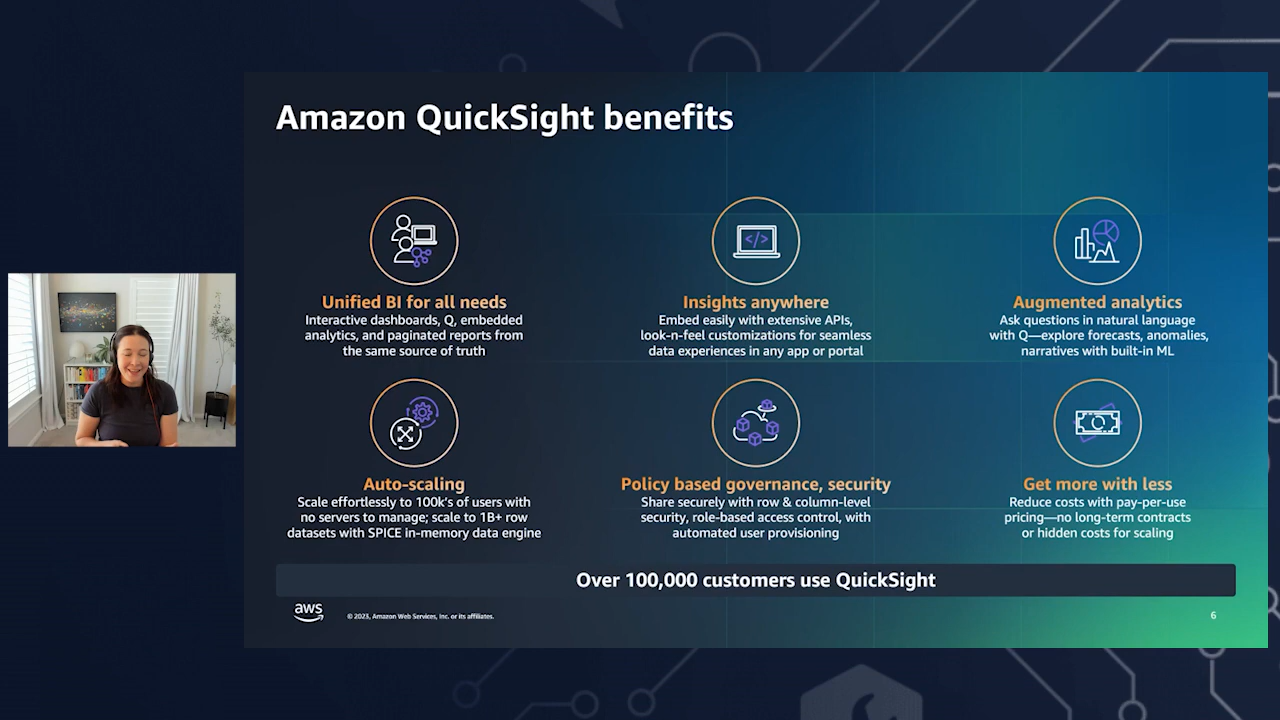 Amazon QuickSight benefits
Unified BI for all needs
Interactive dashboards, Q, embedded
analytics, and paginated reports from
the same source of truth
</>
Insights anywhere
Embed easily with extensive APIs,
look-n-feel customizations for seamless
data experiences in any app or portal
Augmented analytics
Ask questions in natural language
with Q—explore forecasts, anomalies,
narratives with built-in ML
Auto-scaling
Scale effortlessly to 100k's of users with
no servers to manage; scale to 1B+ row
datasets with SPICE in-memory data engine
Policy based governance, security
Share securely with row & column-level
security, role-based access control, with
automated user provisioning
Get more with less
Reduce costs with pay-per-use
pricing—no long-term contracts
or hidden costs for scaling
Over 100,000 customers use QuickSight
aws
© 2023, Amazon Web Services, Inc. or its affiliates.
6